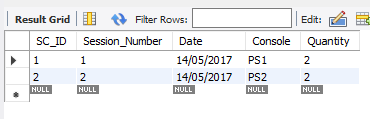 Result Grid Filter Rows: Edit:
SC_ID Session_Number Date Console Quantity
1 1 14/05/2017 PS1 2
2 2 14/05/2017 PS2 2
NULL NULL NULL NULL NULL